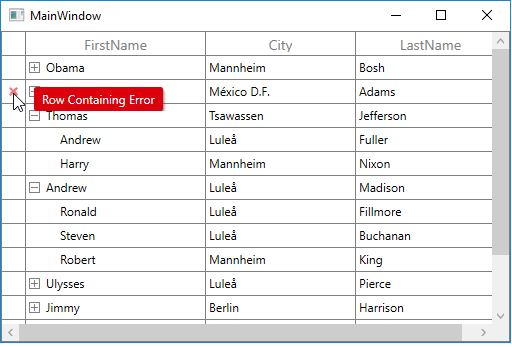 MainWindow
FirstName City LastName
Obama Mannheim Bosh
México D.F. Adams
Row Containing Error
Thomas Tsawassen Jefferson
Andrew Luleå Fuller
Harry Mannheim Nixon
Andrew Luleå Madison
Ronald Luleå Fillmore
Steven Luleå Buchanan
Robert Mannheim King
Ulysses Luleå Pierce
Jimmy Berlin Harrison